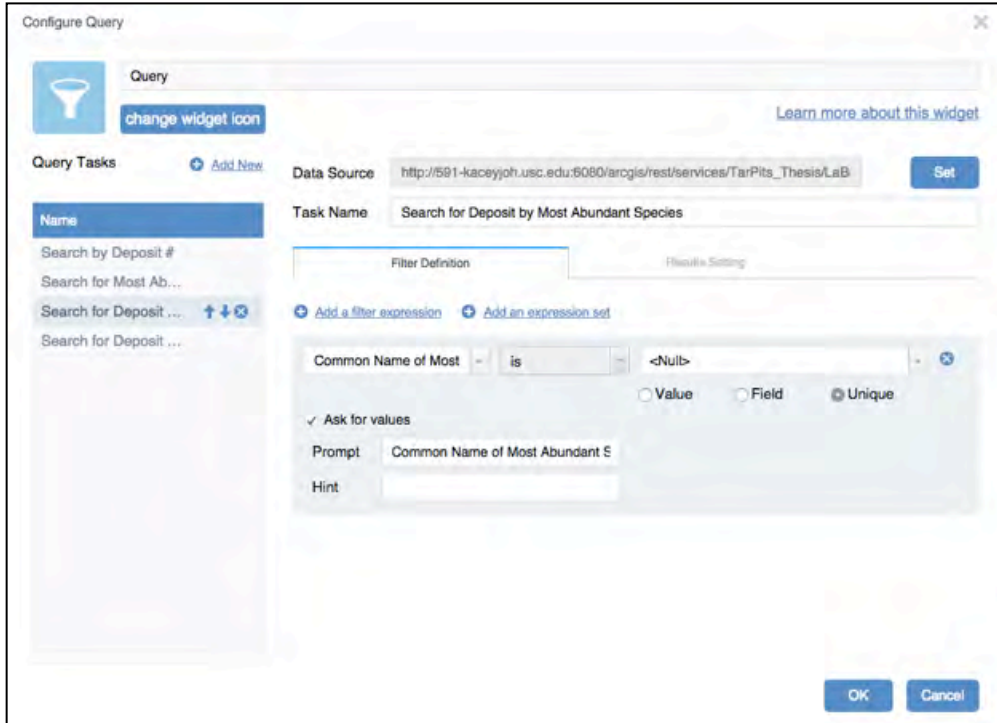 Configure Query
Query
change widget icon
Learn more about this widget
Query Tasks
Add New
Name
Search by Deposit #
Search for Most Ab...
Search for Deposit ...
Search for Deposit ...
Data Source http://591-kaceyjoh.usc.edu:6080/arcgis/rest/services/TarPits_Thesis/LaB Set
Task Name Search for Deposit by Most Abundant Species
Filter Definition Results Setting
Add a filter expression Add an expression set
Common Name of Most is <Null>
Value Field Unique
Ask for values
Prompt Common Name of Most Abundant S
Hint
OK Cancel